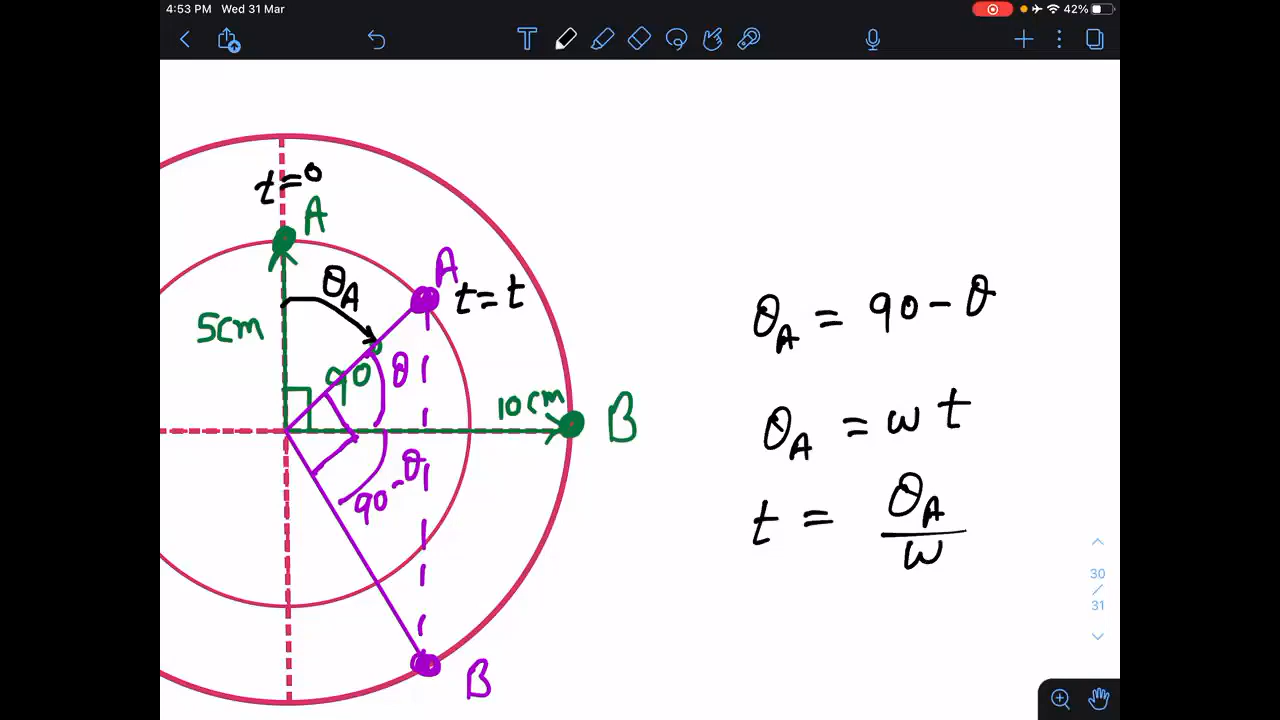 4:53 PM Wed 31 Mar
42%
t=0
A
θA
A
t=t
5cm
90
θ
10cm
B
90-θ
B
θA = 90-θ
θA = ωt
t = θA/ω
30
/
31